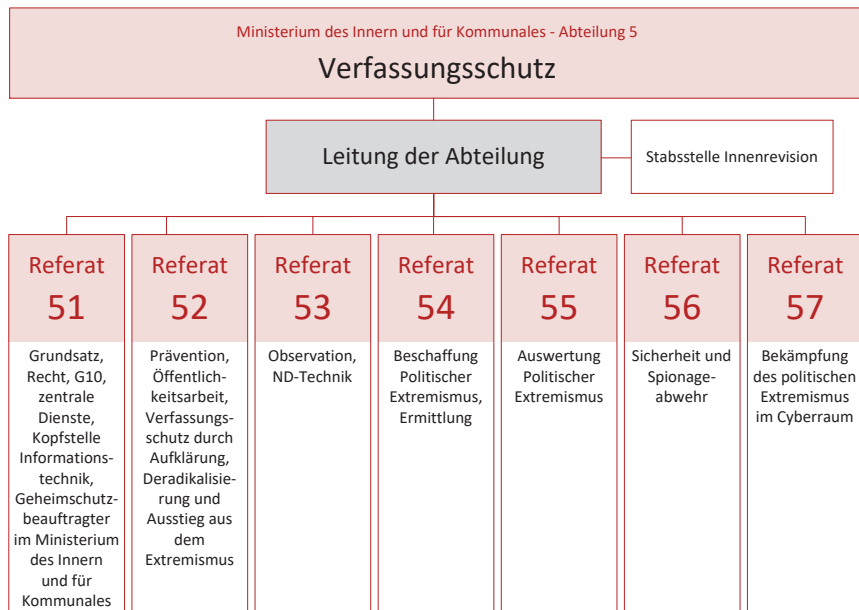 Ministerium des Innern und für Kommunales - Abteilung 5
Verfassungsschutz
Leitung der Abteilung
Stabsstelle Innenrevision
Referat
51
Grundsatz,
Recht, G10,
zentrale
Dienste,
Kopfstelle
Informations-
technik,
Geheimschutz-
beauftragter
im Ministerium
des Innern
und für
Kommunales
Referat
52
Prävention,
Öffentlich-
keitsarbeit,
Verfassungs-
schutz durch
Aufklärung,
Deradikalisie-
rung und
Ausstieg aus
dem
Extremismus
Referat
53
Observation,
ND-Technik
Referat
54
Beschaffung
Politischer
Extremismus,
Ermittlung
Referat
55
Auswertung
Politischer
Extremismus
Referat
56
Sicherheit und
Spionage-
abwehr
Referat
57
Bekämpfung
des politischen
Extremismus
im Cyberraum